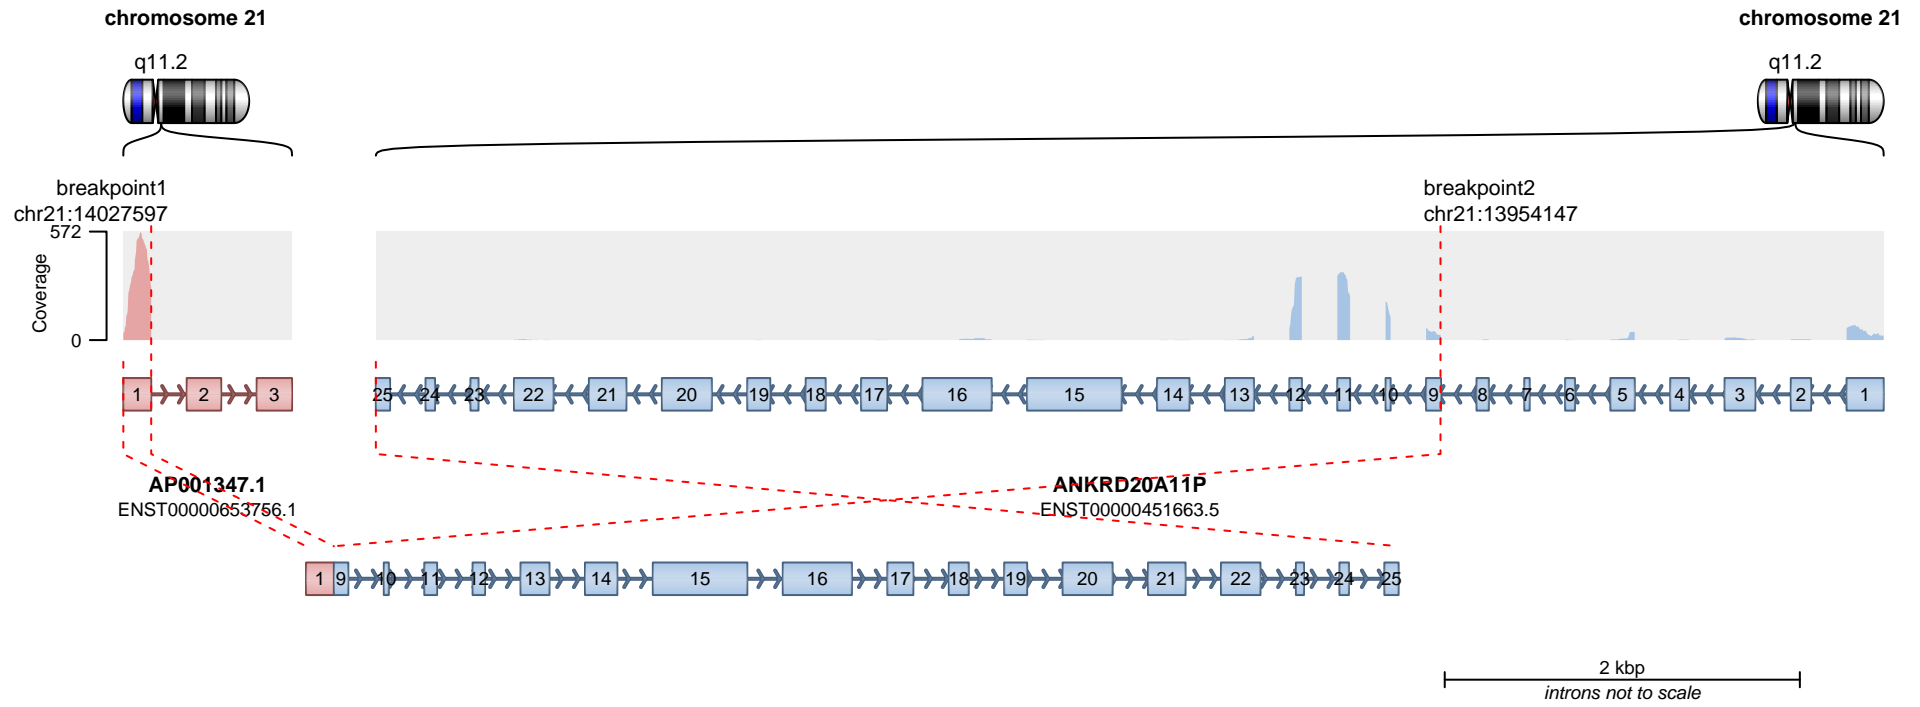 chromosome 21 chromosome 21
q11.2 q11.2
breakpoint1 breakpoint2
chr21:14027597 chr21:13954147
572
Coverage
0
1 2 3 25 24 23 22 21 20 19 18 17 16 15 14 13 12 11 10 9 8 7 6 5 4 3 2 1
AP001347.1 ANKRD20A11P
ENST00000653756.1 ENST00000451663.5
1 9 10 11 12 13 14 15 16 17 18 19 20 21 22 23 24 25
2 kbp
introns not to scale